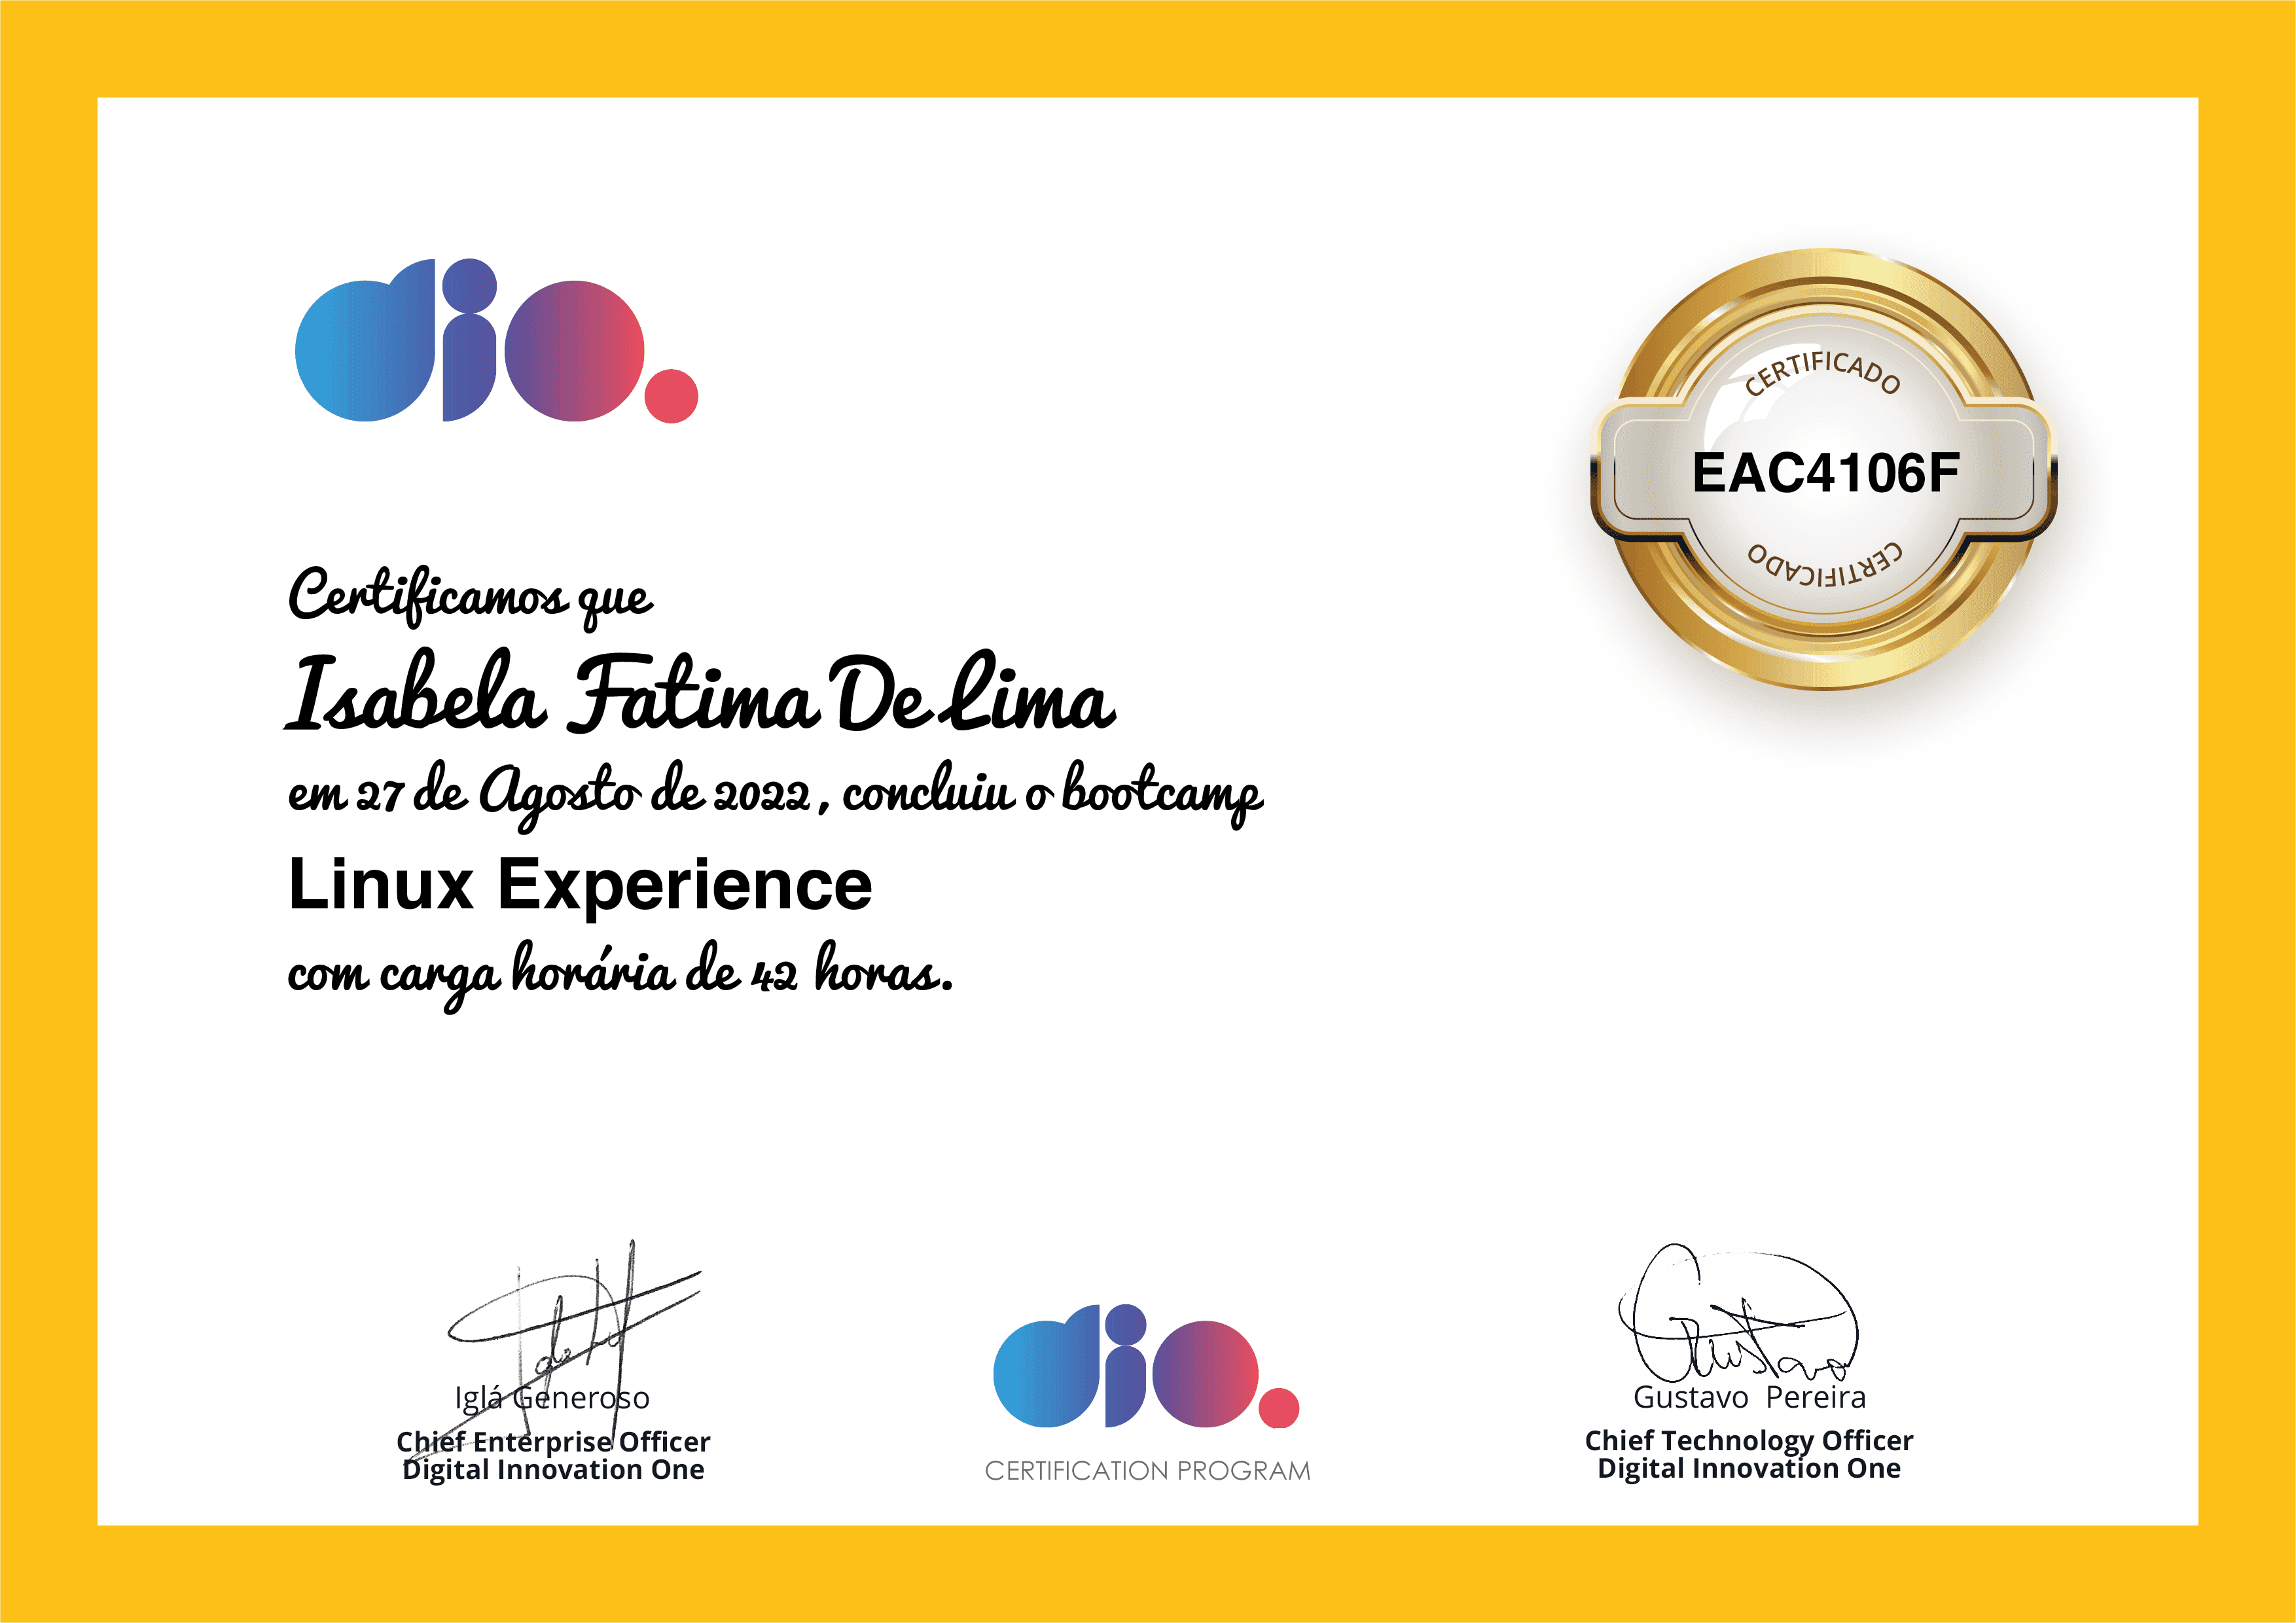 dio.
CERTIFICADO
EAC4106F
CERTIFICADO
Certificamos que
Isabela Fatima De Lima
em 27 de Agosto de 2022, concluiu o bootcamp
Linux Experience
com carga horária de 42 horas.
Iglá Generoso
Chief Enterprise Officer
Digital Innovation One
dio.
CERTIFICATION PROGRAM
Gustavo
Gustavo Pereira
Chief Technology Officer
Digital Innovation One